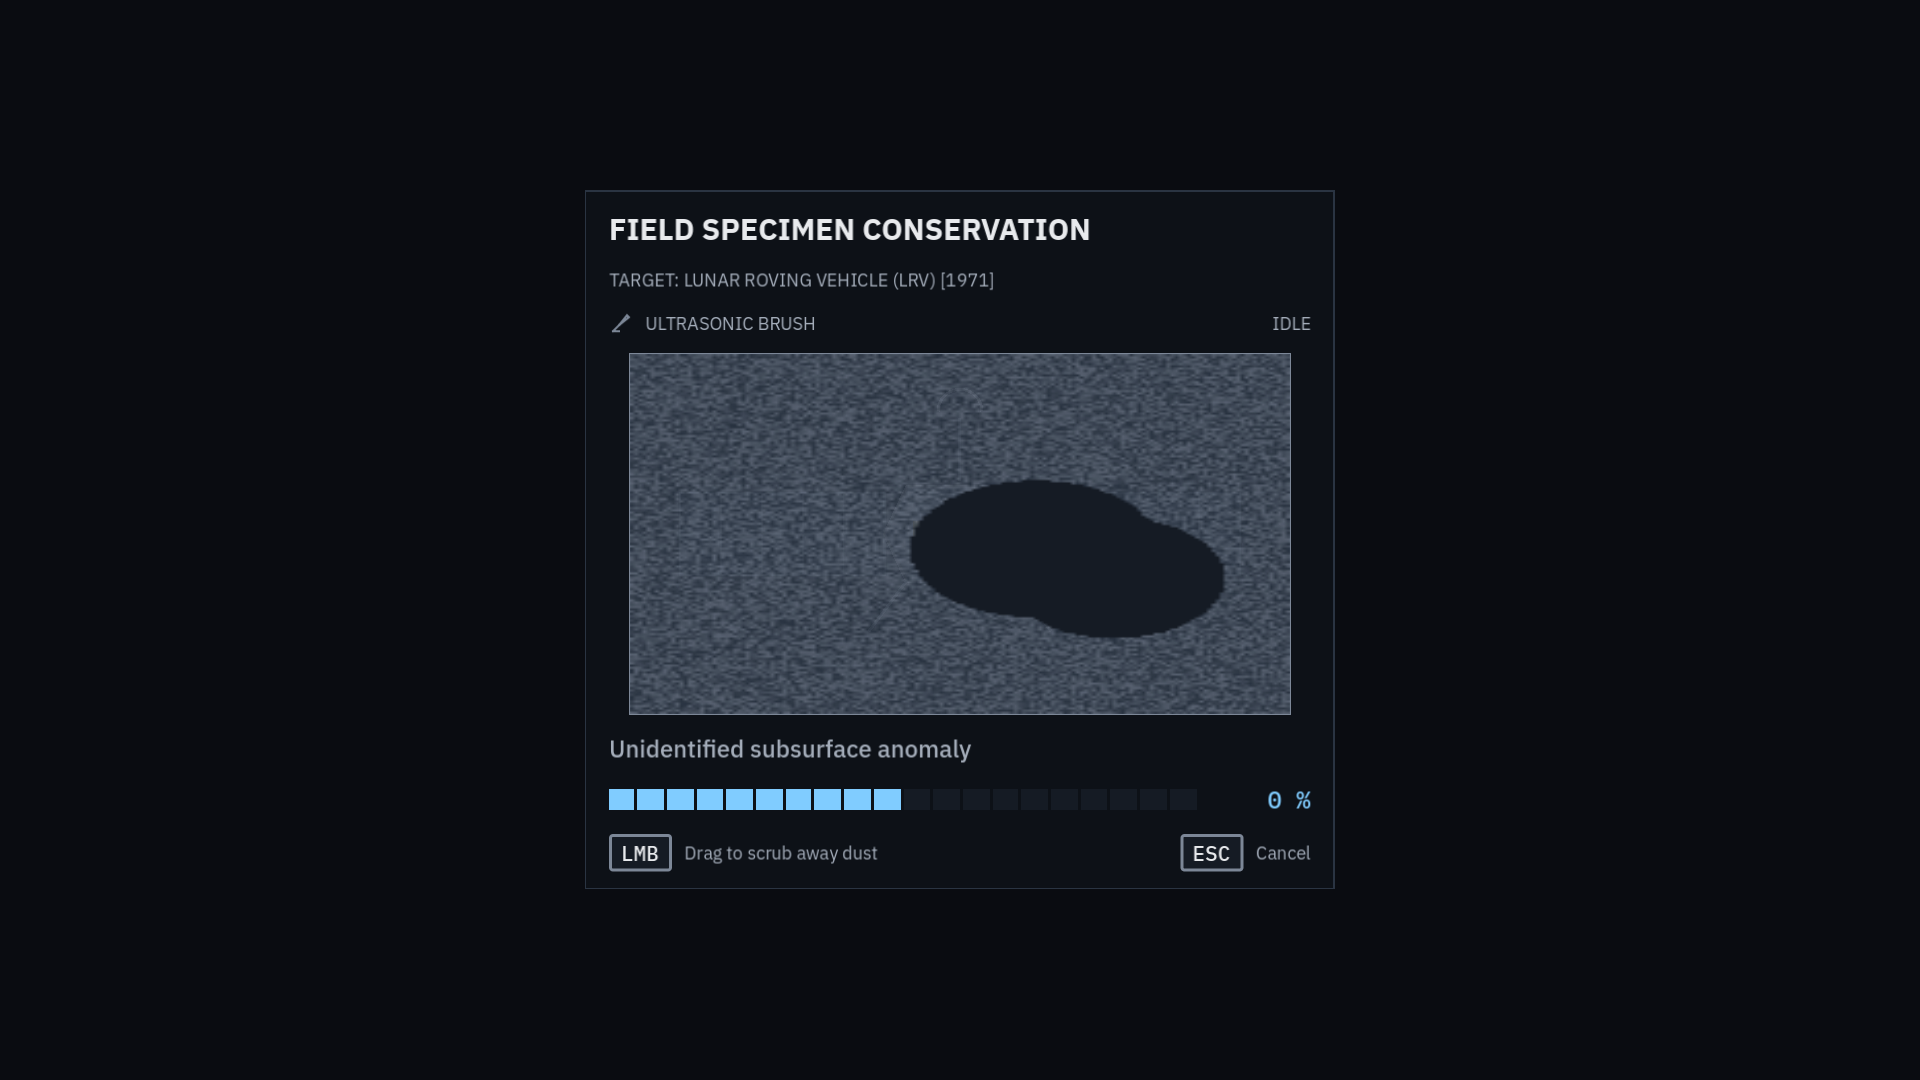 FIELD SPECIMEN CONSERVATION
TARGET: LUNAR ROVING VEHICLE (LRV) [1971]
ULTRASONIC BRUSH IDLE
Unidentified subsurface anomaly
0 %
LMB Drag to scrub away dust ESC Cancel